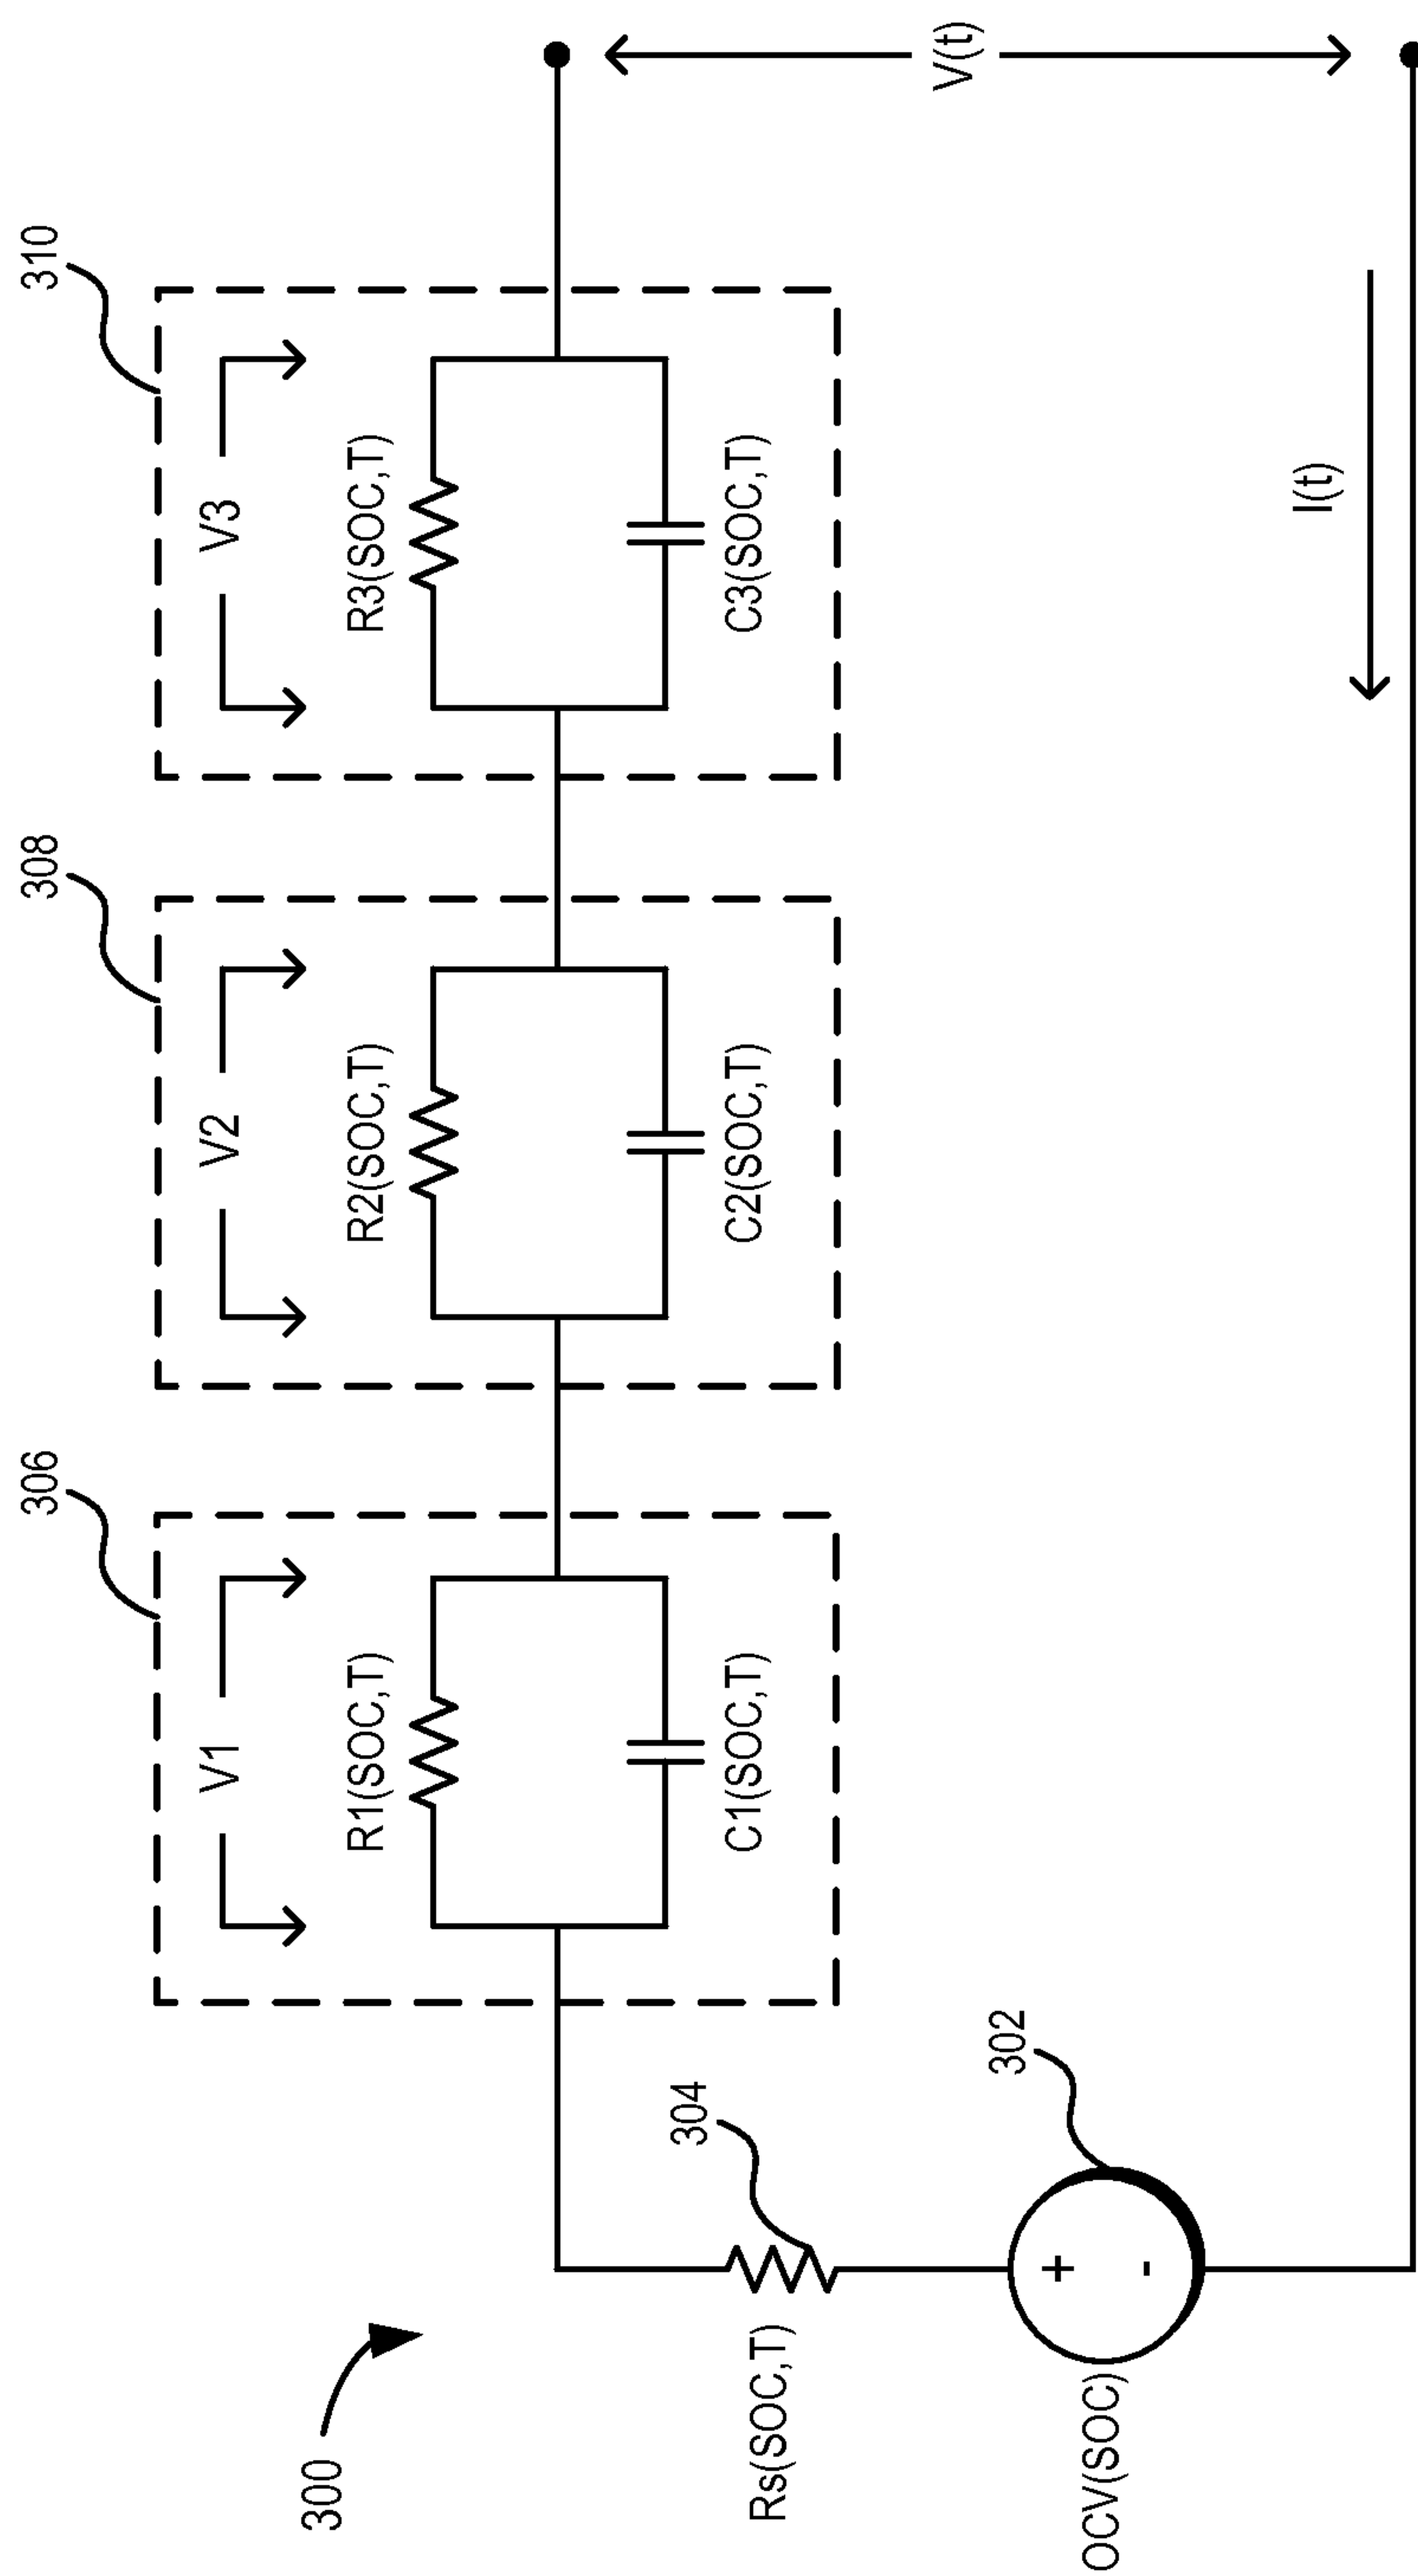 300
306
308
310
V1
V2
V3
R1(SOC,T)
R2(SOC,T)
R3(SOC,T)
C1(SOC,T)
C2(SOC,T)
C3(SOC,T)
304
Rs(SOC,T)
302
+
-
OCV(SOC)
V(t)
I(t)